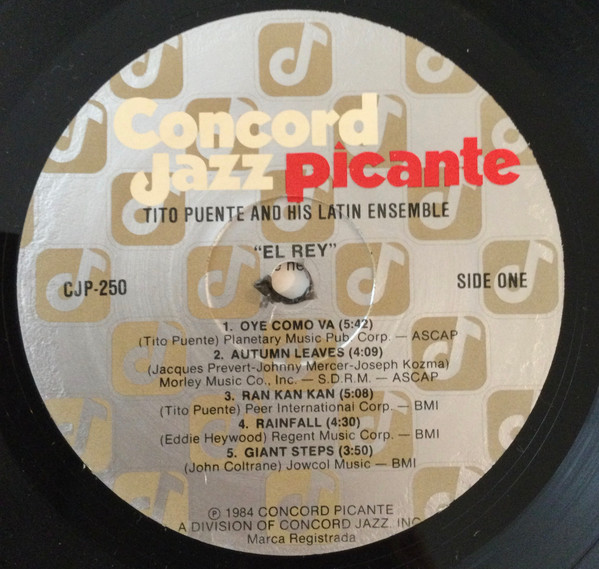 Concord
Jazz picante
TITO PUENTE AND HIS LATIN ENSEMBLE
"EL REY"
CJP-250
SIDE ONE
1. OYE COMO VA (5:42)
(Tito Puente) Planetary Music Pub. Corp. — ASCAP
2. AUTUMN LEAVES (4:09)
(Jacques Prevert-Johnny Mercer-Joseph Kozma)
Morley Music Co., Inc. — S.D.R.M. — ASCAP
3. RAN KAN KAN (5:08)
(Tito Puente) Peer International Corp. — BMI
4. RAINFALL (4:30)
(Eddie Heywood) Regent Music Corp. — BMI
5. GIANT STEPS (3:50)
(John Coltrane) Jowcol Music — BMI
℗ 1984 CONCORD PICANTE
A DIVISION OF CONCORD JAZZ, INC.
Marca Registrada